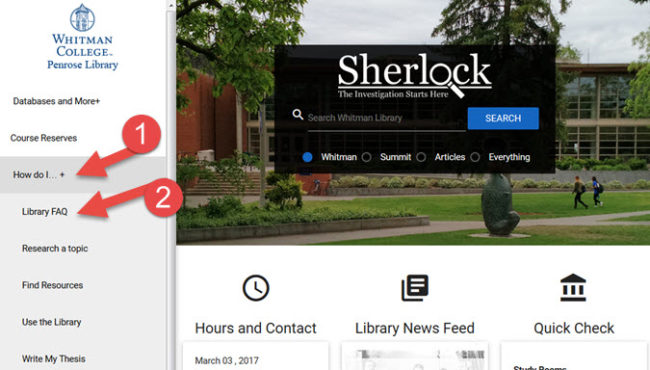 WHITMAN
COLLEGE
Penrose Library
Databases and More+
Course Reserves
How do I... +
Library FAQ
Research a topic
Find Resources
Use the Library
Write My Thesis
1
2
Sherlock
The Investigation Starts Here
Search Whitman Library
SEARCH
Whitman
Summit
Articles
Everything
Hours and Contact
Library News Feed
Quick Check
March 03 , 2017
Study Rooms